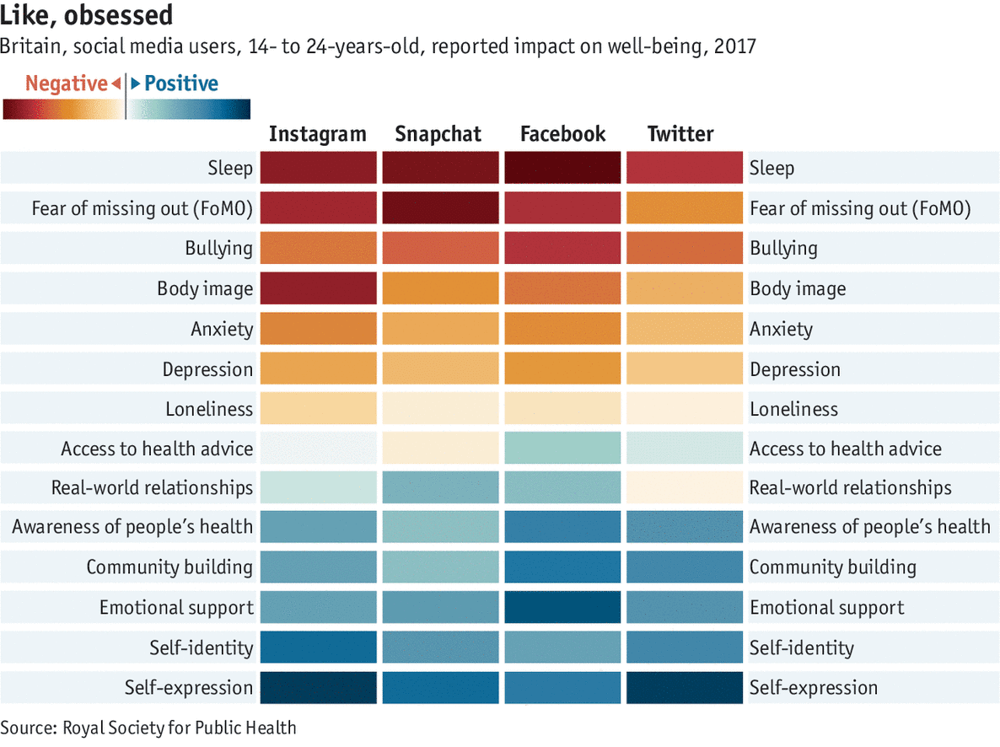 Like, obsessed
Britain, social media users, 14- to 24-years-old, reported impact on well-being, 2017
Negative ◄ ► Positive
Instagram Snapchat Facebook Twitter
Sleep Sleep
Fear of missing out (FoMO) Fear of missing out (FoMO)
Bullying Bullying
Body image Body image
Anxiety Anxiety
Depression Depression
Loneliness Loneliness
Access to health advice Access to health advice
Real-world relationships Real-world relationships
Awareness of people’s health Awareness of people’s health
Community building Community building
Emotional support Emotional support
Self-identity Self-identity
Self-expression Self-expression
Source: Royal Society for Public Health